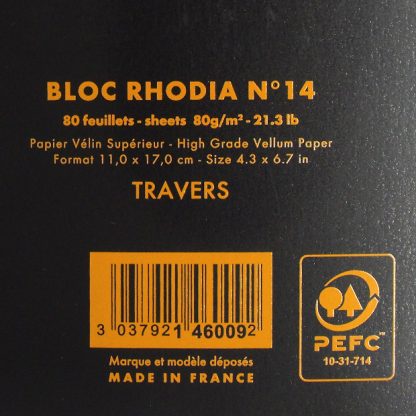 BLOC RHODIA N°14
80 feuillets - sheets 80g/m² - 21.3 lb
Papier Vélin Supérieur - High Grade Vellum Paper
Format 11,0 x 17,0 cm - Size 4.3 x 6.7 in
TRAVERS
3 037921 460092
Marque et modèle déposés
MADE IN FRANCE
PEFC™
10-31-714